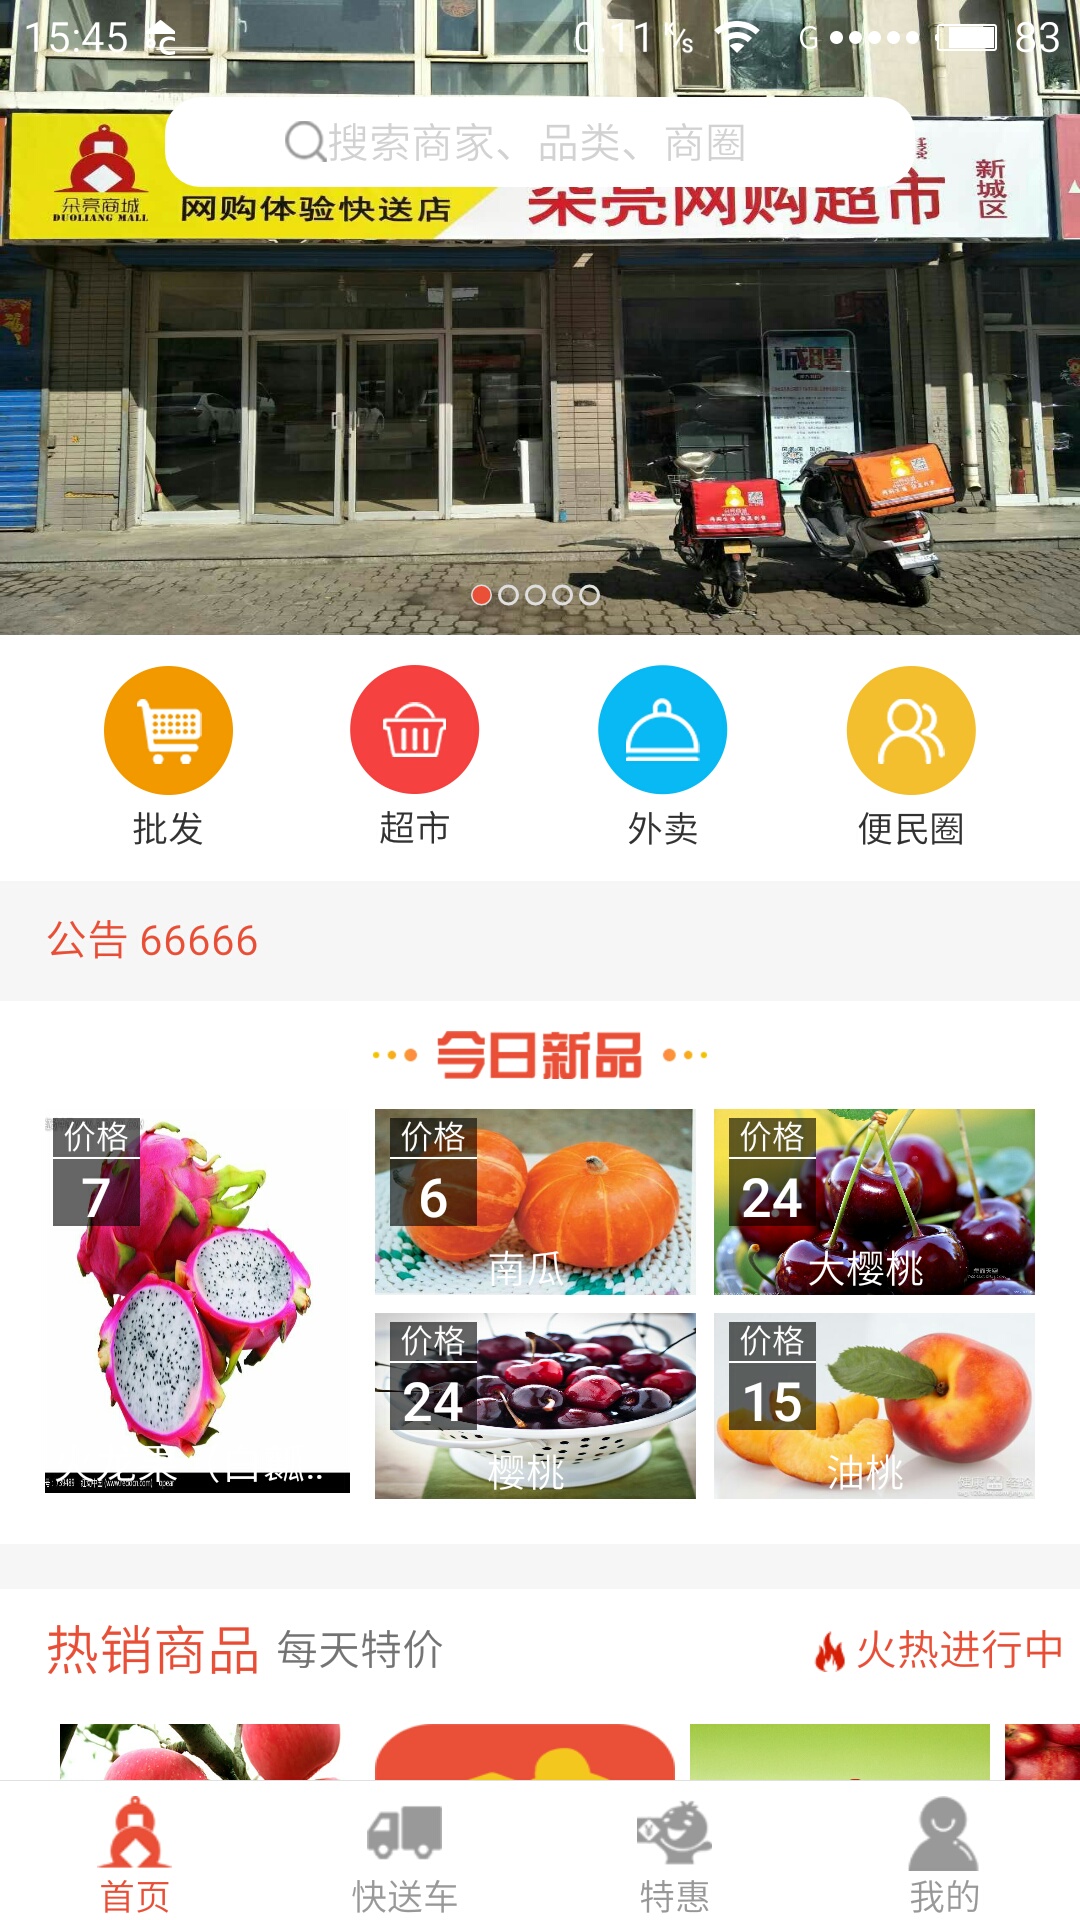 15:45
0.11 K/s
G
83
搜索商家、品类、商圈
朵亮商城
DUOLIANG MALL
网购体验快送店
朵亮网购超市
新城区
批发
超市
外卖
便民圈
公告 66666
今日新品
价格
7
价格
6
南瓜
价格
24
大樱桃
价格
24
樱桃
价格
15
油桃
热销商品 每天特价
火热进行中
首页
快送车
特惠
我的